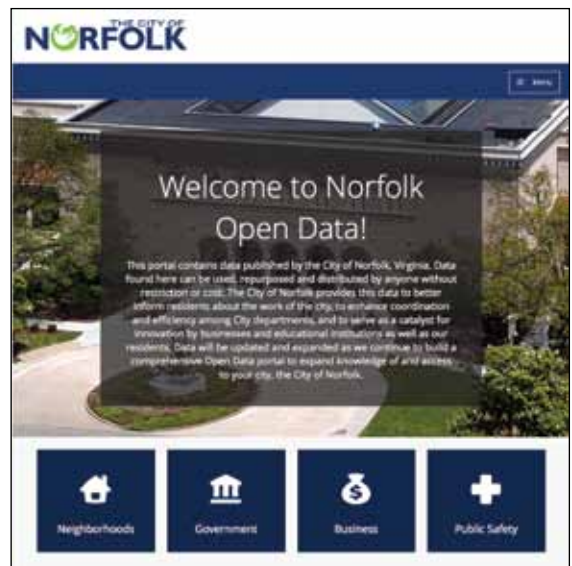 THE CITY OF
NORFOLK
Menu
Welcome to Norfolk
Open Data!
This portal contains data published by the City of Norfolk, Virginia. Data
found here can be used, repurposed and distributed by anyone without
restriction or cost. The City of Norfolk provides this data to better
inform residents about the work of the city, to enhance coordination
and efficiency among City departments, and to serve as a catalyst for
innovation by businesses and educational institutions as well as our
residents. Data will be updated and expanded as we continue to build a
comprehensive Open Data portal to expand knowledge of and access
to your city, the City of Norfolk.
Neighborhoods
Government
Business
Public Safety